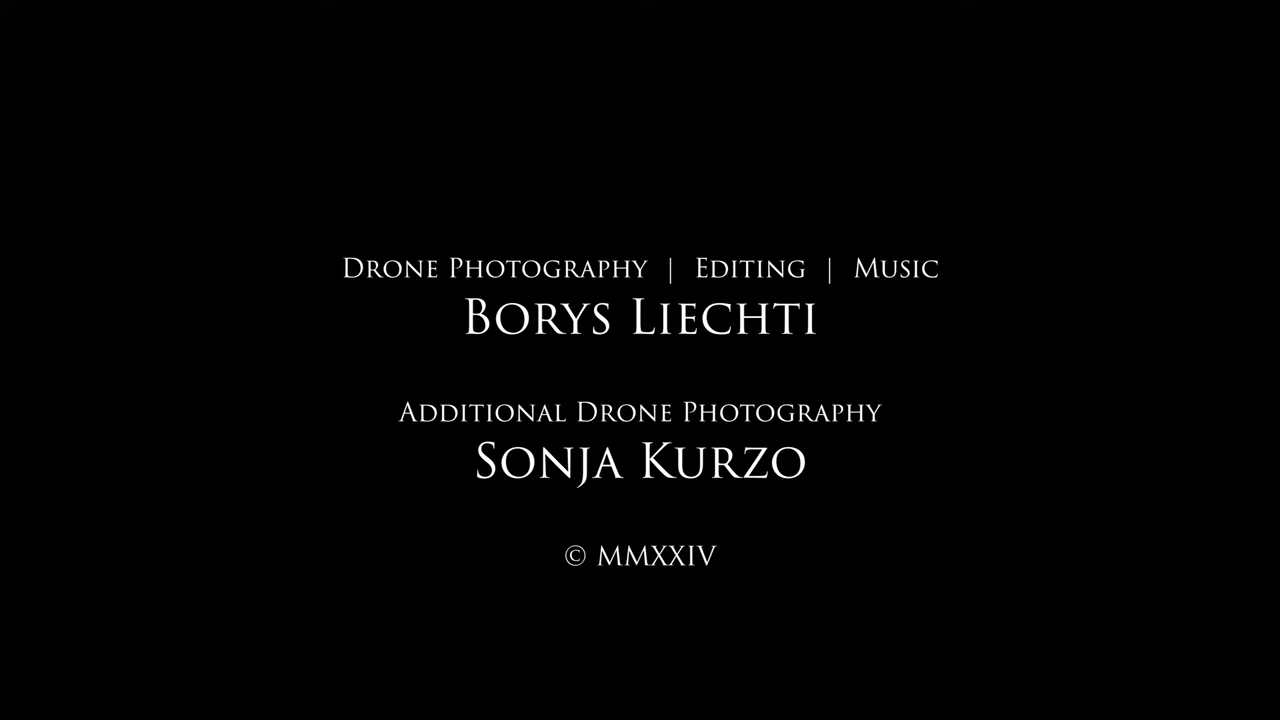 Drone Photography | Editing | Music
Borys Liechti
Additional Drone Photography
Sonja Kurzo
© MMXXIV